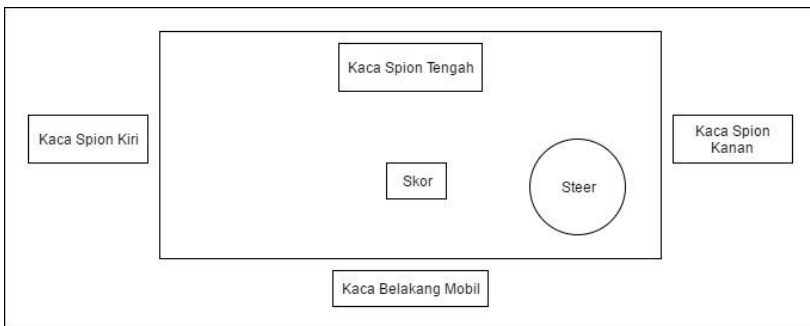 Kaca Spion Tengah
Kaca Spion Kiri
Kaca Spion
Kanan
Skor
Steer
Kaca Belakang Mobil